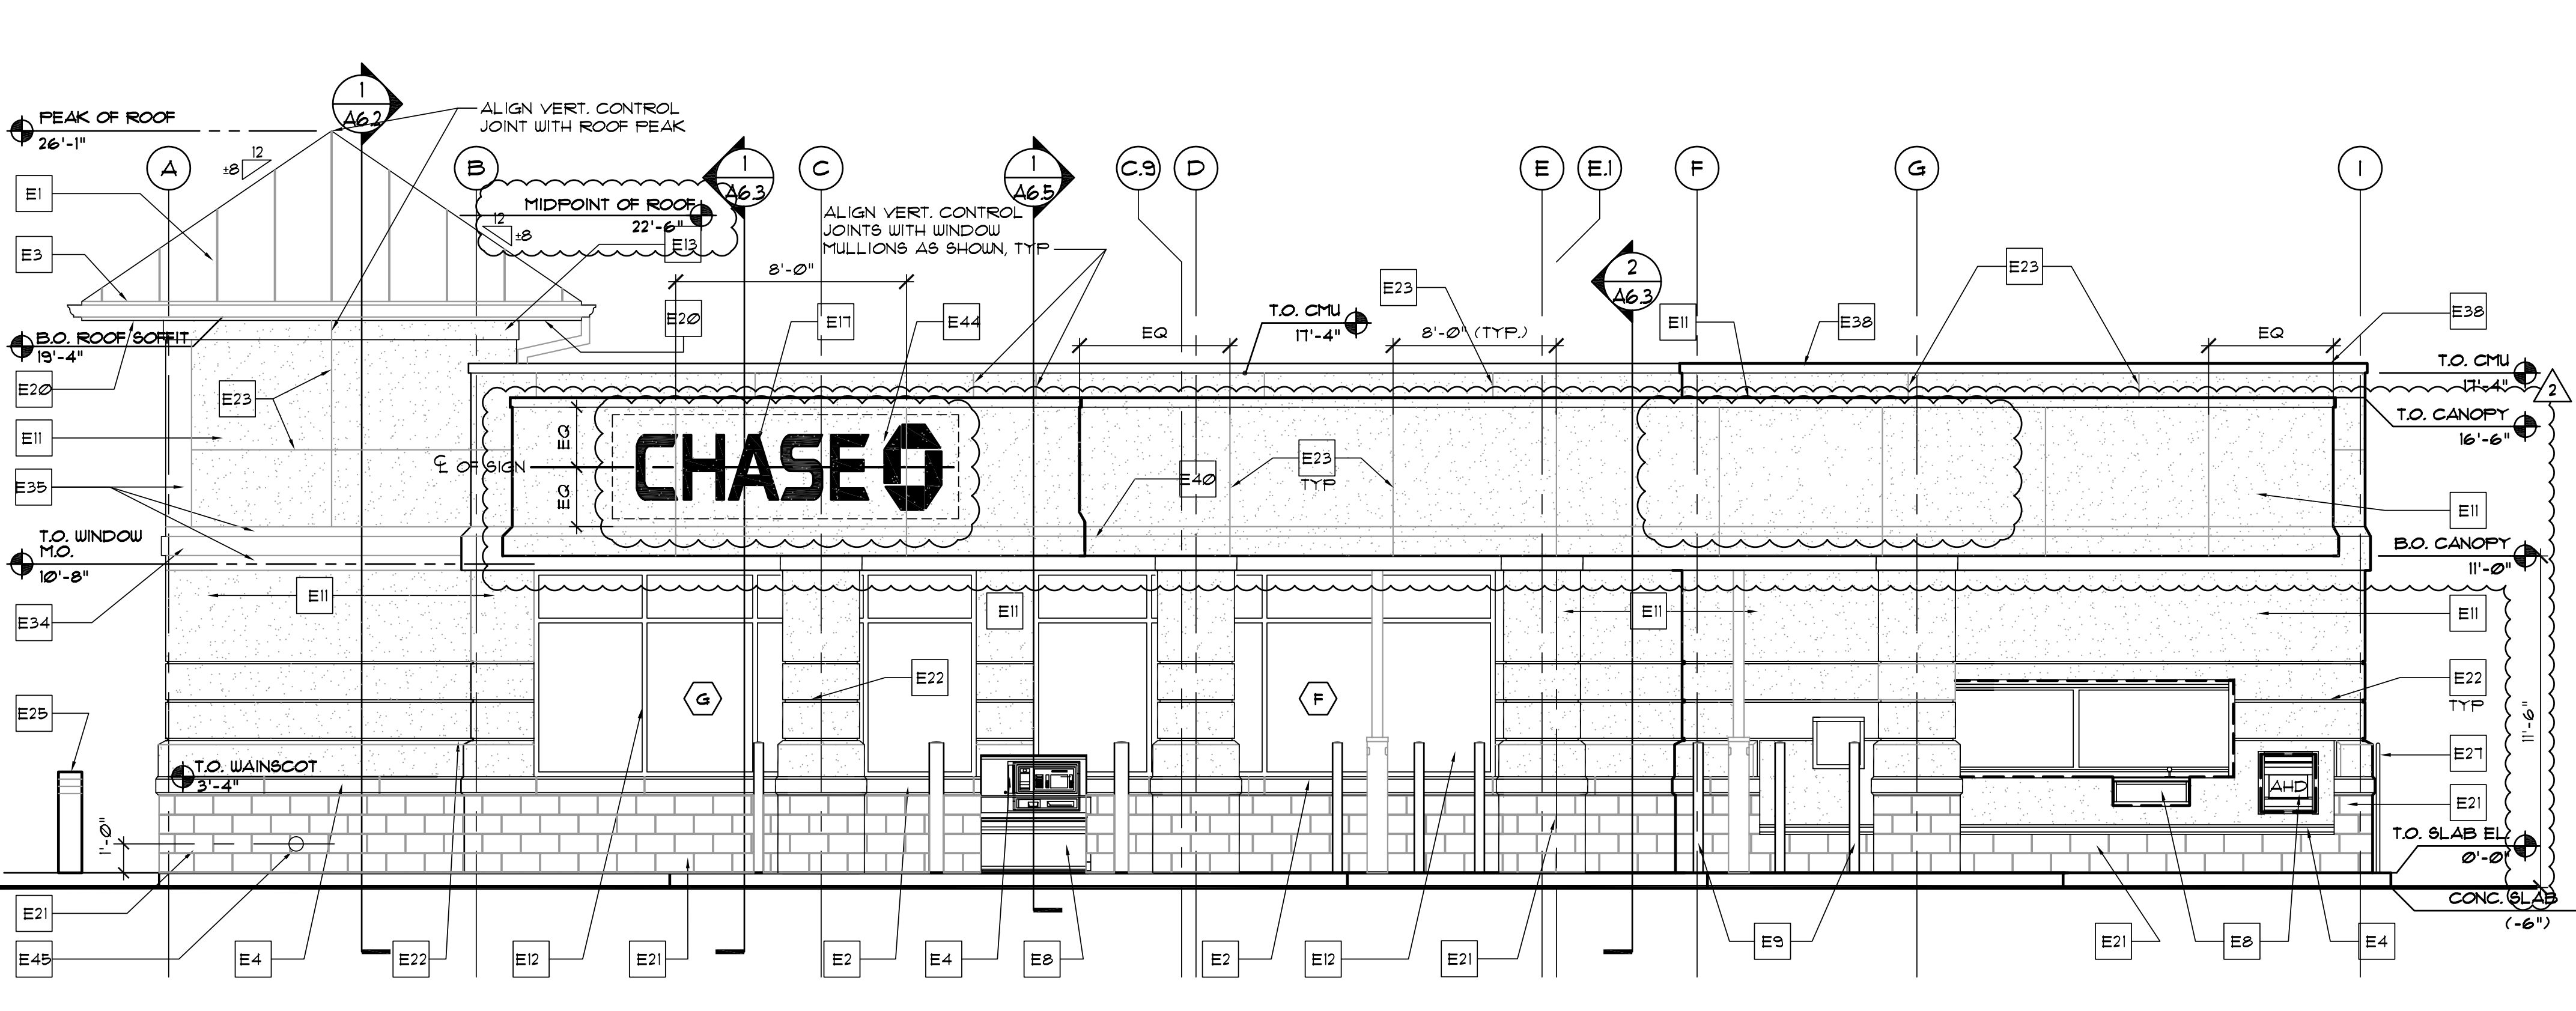 PEAK OF ROOF
26'-1"
1
A6.2
ALIGN VERT. CONTROL
JOINT WITH ROOF PEAK
A
B
C
C.9
D
E
E.1
F
G
I
12
±8
E1
E3
MIDPOINT OF ROOF
22'-6"
12
±8
E13
1
A6.3
1
A6.5
ALIGN VERT. CONTROL
JOINTS WITH WINDOW
MULLIONS AS SHOWN, TYP
8'-0"
E20
E17
E44
T.O. CMU
17'-4"
E23
2
A6.3
E11
E38
E23
E38
EQ
8'-0" (TYP.)
EQ
B.O. ROOF SOFFIT
19'-4"
E20
E23
E11
E35
T.O. CMU
17'-4"
2
T.O. CANOPY
16'-6"
EQ
EQ
℄ OF SIGN
CHASE
E40
E23
TYP
E11
T.O. WINDOW
M.O.
10'-8"
B.O. CANOPY
11'-0"
E34
E11
E11
E11
E11
E22
E22
TYP
G
F
E25
11'-6"
E27
T.O. WAINSCOT
3'-4"
AHD
E21
1'-0"
T.O. SLAB EL.
0'-0"
CONC. SLAB
(-6")
E21
E45
E4
E22
E12
E21
E2
E4
E8
E2
E12
E21
E9
E21
E8
E4